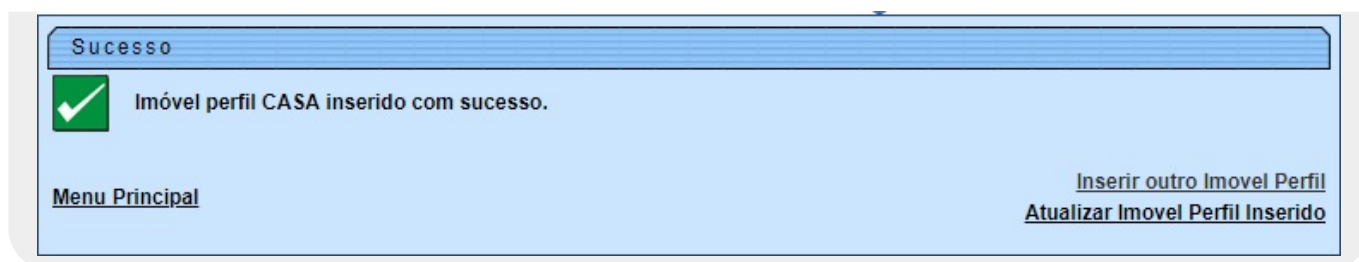 Sucesso
Imóvel perfil CASA inserido com sucesso.
Menu Principal
Inserir outro Imovel Perfil
Atualizar Imovel Perfil Inserido